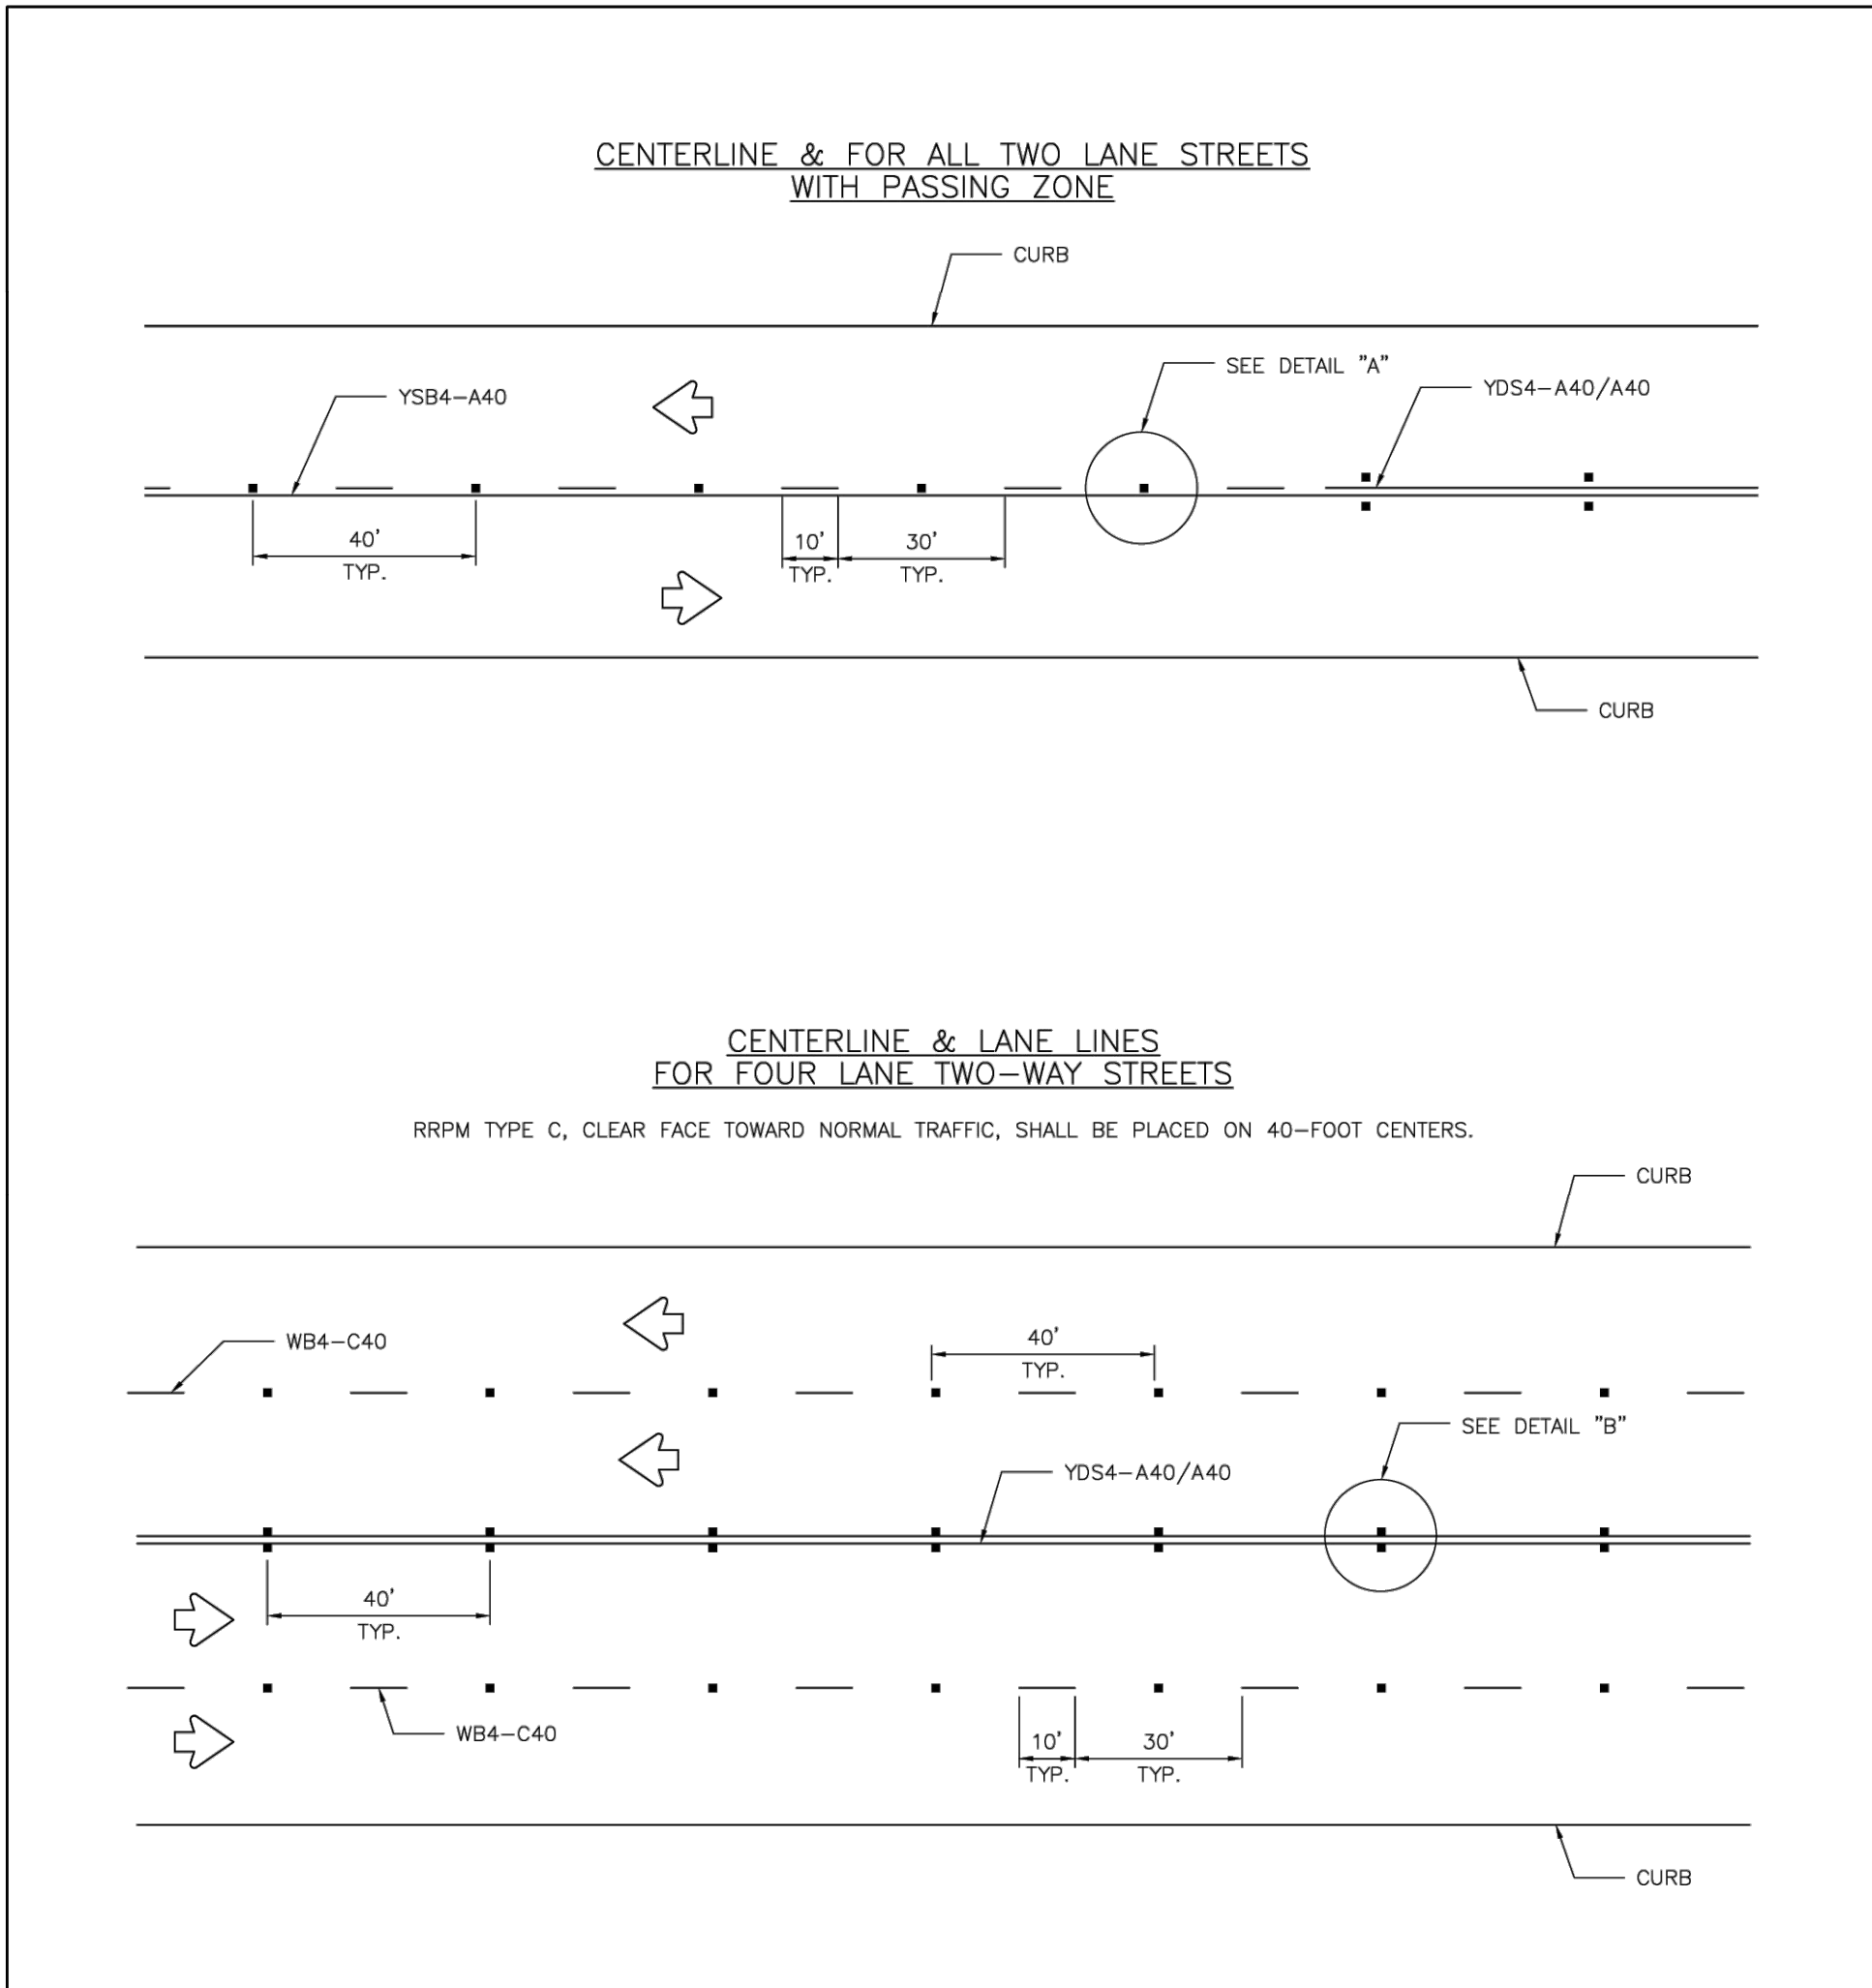 CENTERLINE & FOR ALL TWO LANE STREETS
WITH PASSING ZONE
CURB
SEE DETAIL "A"
YSB4-A40
YDS4-A40/A40
40'
TYP.
10'
TYP.
30'
TYP.
CURB
CENTERLINE & LANE LINES
FOR FOUR LANE TWO-WAY STREETS
RRPM TYPE C, CLEAR FACE TOWARD NORMAL TRAFFIC, SHALL BE PLACED ON 40-FOOT CENTERS.
CURB
WB4-C40
40'
TYP.
SEE DETAIL "B"
YDS4-A40/A40
40'
TYP.
WB4-C40
10'
TYP.
30'
TYP.
CURB